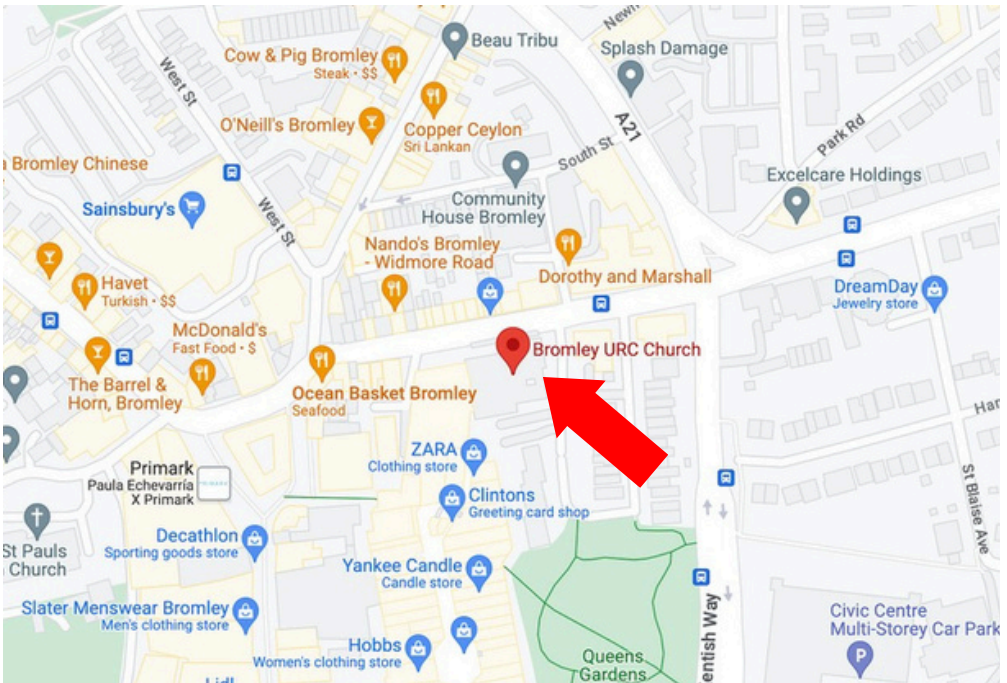 Beau Tribu
Cow & Pig Bromley
Steak • $$
Splash Damage
West St
O'Neill's Bromley
Copper Ceylon
Sri Lankan
A21
South St
Park Rd
Bromley Chinese
Excelcare Holdings
Community
House Bromley
Sainsbury's
West St
Nando's Bromley
- Widmore Road
Dorothy and Marshall
Havet
Turkish • $$
DreamDay
Jewelry store
McDonald's
Fast Food • $
Bromley URC Church
The Barrel &
Horn, Bromley
Ocean Basket Bromley
Seafood
ZARA
Clothing store
Primark
Paula Echevarría
X Primark
PRIMARK
Clintons
Greeting card shop
St Blaise Ave
Decathlon
Sporting goods store
St Pauls
Church
Yankee Candle
Candle store
Slater Menswear Bromley
Men's clothing store
Civic Centre
Multi-Storey Car Park
P
Hobbs
Women's clothing store
Queens
Gardens
entish Way